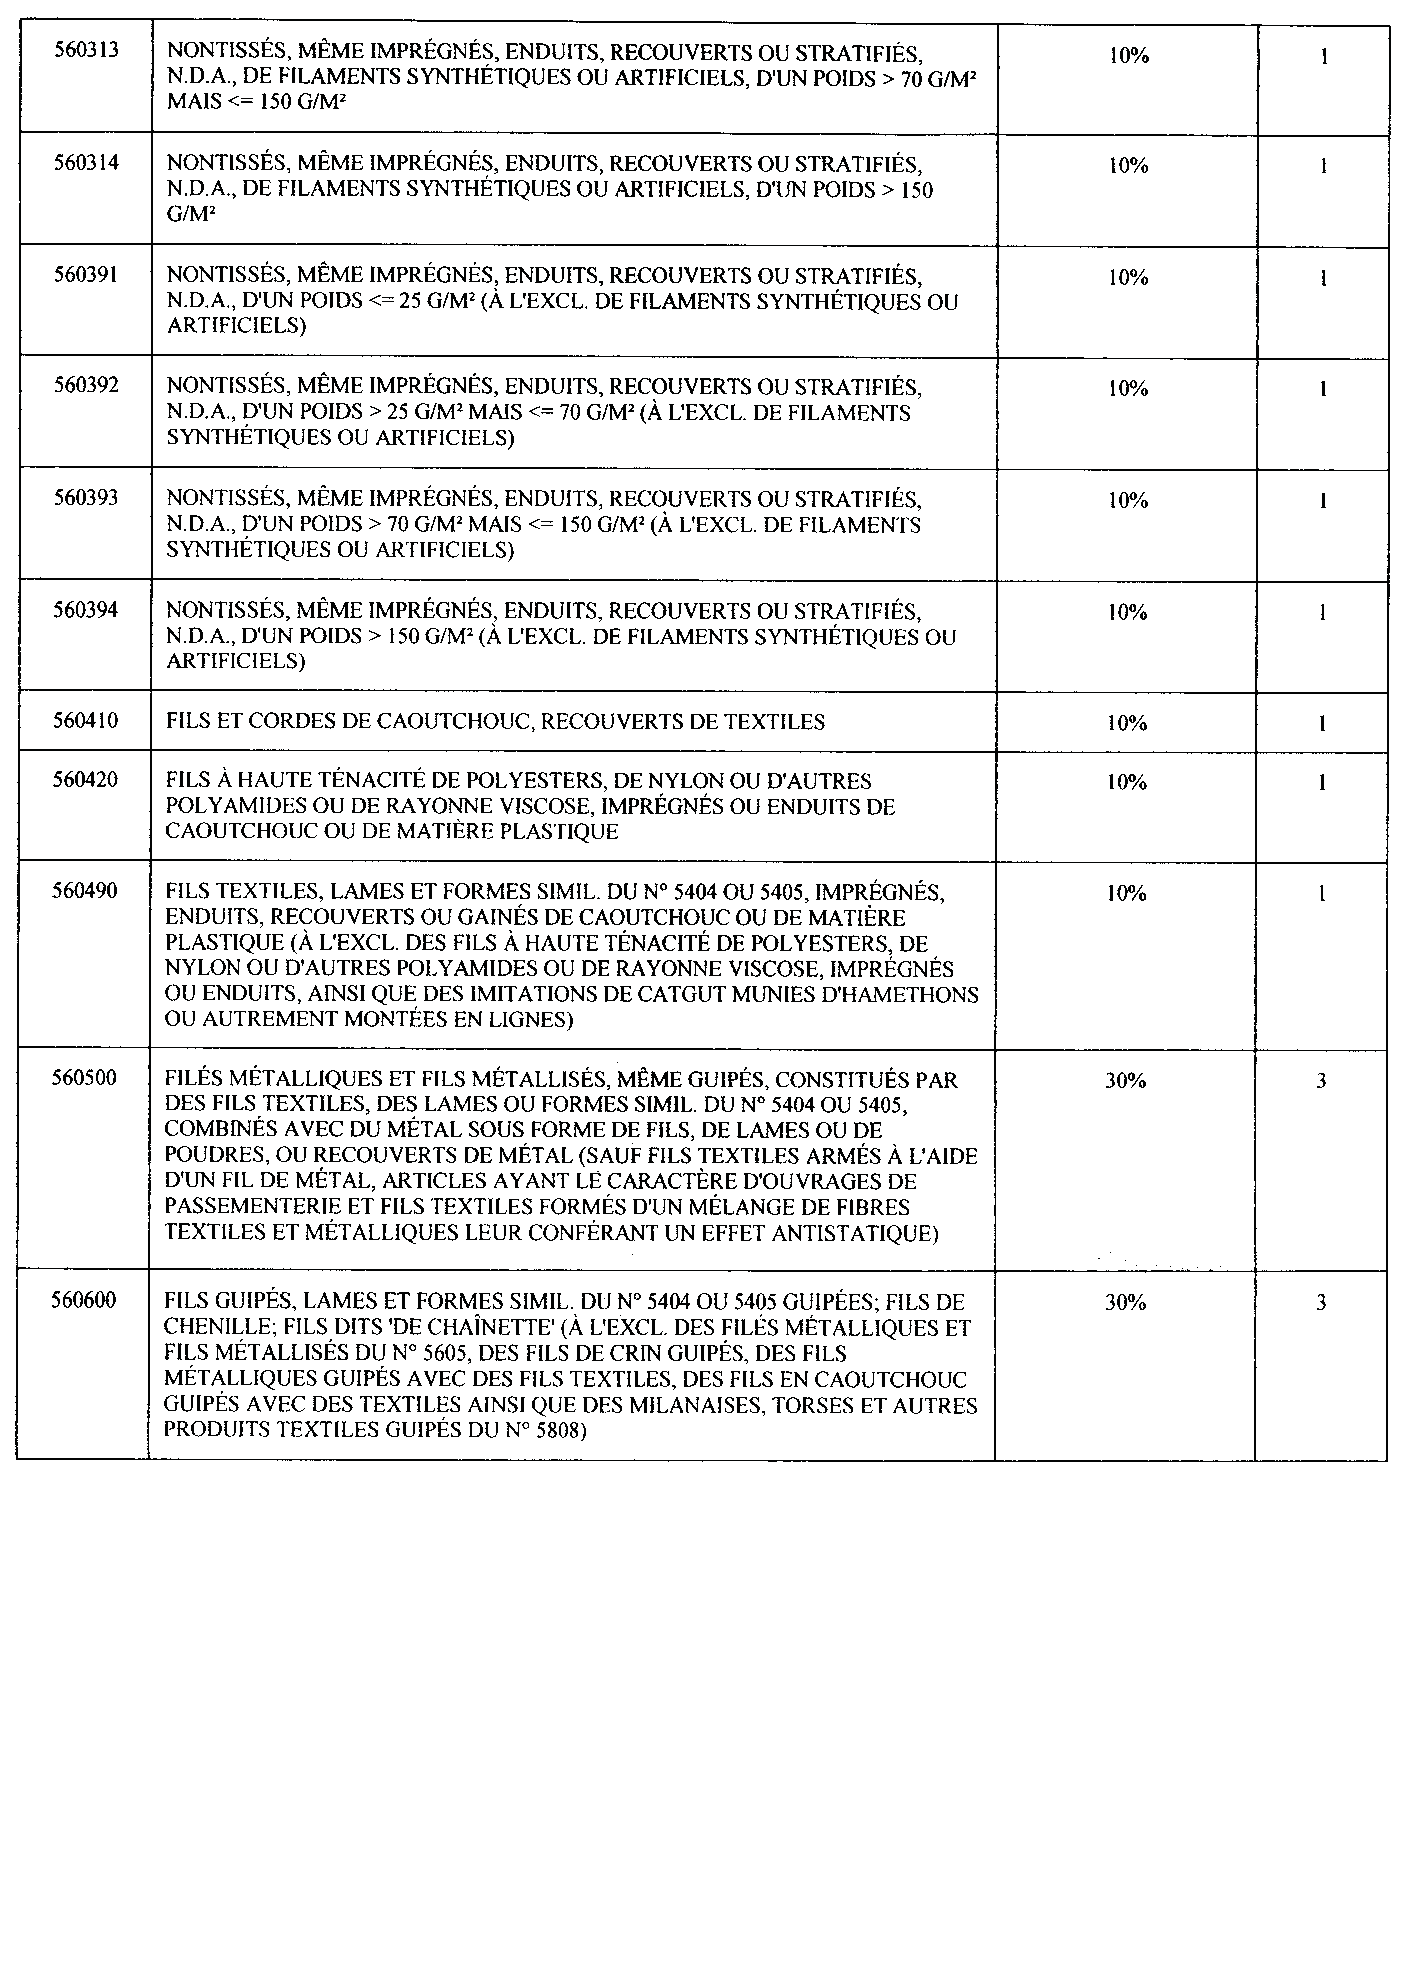 560313 NONTISSÉS, MÊME IMPRÉGNÉS, ENDUITS, RECOUVERTS OU STRATIFIÉS, 10% 1
N.D.A., DE FILAMENTS SYNTHÉTIQUES OU ARTIFICIELS, D'UN POIDS > 70 G/M²
MAIS <= 150 G/M²
560314 NONTISSÉS, MÊME IMPRÉGNÉS, ENDUITS, RECOUVERTS OU STRATIFIÉS, 10% 1
N.D.A., DE FILAMENTS SYNTHÉTIQUES OU ARTIFICIELS, D'UN POIDS > 150
G/M²
560391 NONTISSÉS, MÊME IMPRÉGNÉS, ENDUITS, RECOUVERTS OU STRATIFIÉS, 10% 1
N.D.A., D'UN POIDS <= 25 G/M² (À L'EXCL. DE FILAMENTS SYNTHÉTIQUES OU
ARTIFICIELS)
560392 NONTISSÉS, MÊME IMPRÉGNÉS, ENDUITS, RECOUVERTS OU STRATIFIÉS, 10% 1
N.D.A., D'UN POIDS > 25 G/M² MAIS <= 70 G/M² (À L'EXCL. DE FILAMENTS
SYNTHÉTIQUES OU ARTIFICIELS)
560393 NONTISSÉS, MÊME IMPRÉGNÉS, ENDUITS, RECOUVERTS OU STRATIFIÉS, 10% 1
N.D.A., D'UN POIDS > 70 G/M² MAIS <= 150 G/M² (À L'EXCL. DE FILAMENTS
SYNTHÉTIQUES OU ARTIFICIELS)
560394 NONTISSÉS, MÊME IMPRÉGNÉS, ENDUITS, RECOUVERTS OU STRATIFIÉS, 10% 1
N.D.A., D'UN POIDS > 150 G/M² (À L'EXCL. DE FILAMENTS SYNTHÉTIQUES OU
ARTIFICIELS)
560410 FILS ET CORDES DE CAOUTCHOUC, RECOUVERTS DE TEXTILES 10% 1
560420 FILS À HAUTE TÉNACITÉ DE POLYESTERS, DE NYLON OU D'AUTRES 10% 1
POLYAMIDES OU DE RAYONNE VISCOSE, IMPRÉGNÉS OU ENDUITS DE
CAOUTCHOUC OU DE MATIÈRE PLASTIQUE
560490 FILS TEXTILES, LAMES ET FORMES SIMIL. DU N° 5404 OU 5405, IMPRÉGNÉS, 10% 1
ENDUITS, RECOUVERTS OU GAINÉS DE CAOUTCHOUC OU DE MATIÈRE
PLASTIQUE (À L'EXCL. DES FILS À HAUTE TÉNACITÉ DE POLYESTERS, DE
NYLON OU D'AUTRES POLYAMIDES OU DE RAYONNE VISCOSE, IMPRÉGNÉS
OU ENDUITS, AINSI QUE DES IMITATIONS DE CATGUT MUNIES D'HAMETHONS
OU AUTREMENT MONTÉES EN LIGNES)
560500 FILÉS MÉTALLIQUES ET FILS MÉTALLISÉS, MÊME GUIPÉS, CONSTITUÉS PAR 30% 3
DES FILS TEXTILES, DES LAMES OU FORMES SIMIL. DU N° 5404 OU 5405,
COMBINÉS AVEC DU MÉTAL SOUS FORME DE FILS, DE LAMES OU DE
POUDRES, OU RECOUVERTS DE MÉTAL (SAUF FILS TEXTILES ARMÉS À L'AIDE
D'UN FIL DE MÉTAL, ARTICLES AYANT LE CARACTÈRE D'OUVRAGES DE
PASSEMENTERIE ET FILS TEXTILES FORMÉS D'UN MÉLANGE DE FIBRES
TEXTILES ET MÉTALLIQUES LEUR CONFÉRANT UN EFFET ANTISTATIQUE)
560600 FILS GUIPÉS, LAMES ET FORMES SIMIL. DU N° 5404 OU 5405 GUIPÉES; FILS DE 30% 3
CHENILLE; FILS DITS 'DE CHAÎNETTE' (À L'EXCL. DES FILÉS MÉTALLIQUES ET
FILS MÉTALLISÉS DU N° 5605, DES FILS DE CRIN GUIPÉS, DES FILS
MÉTALLIQUES GUIPÉS AVEC DES FILS TEXTILES, DES FILS EN CAOUTCHOUC
GUIPÉS AVEC DES TEXTILES AINSI QUE DES MILANAISES, TORSES ET AUTRES
PRODUITS TEXTILES GUIPÉS DU N° 5808)